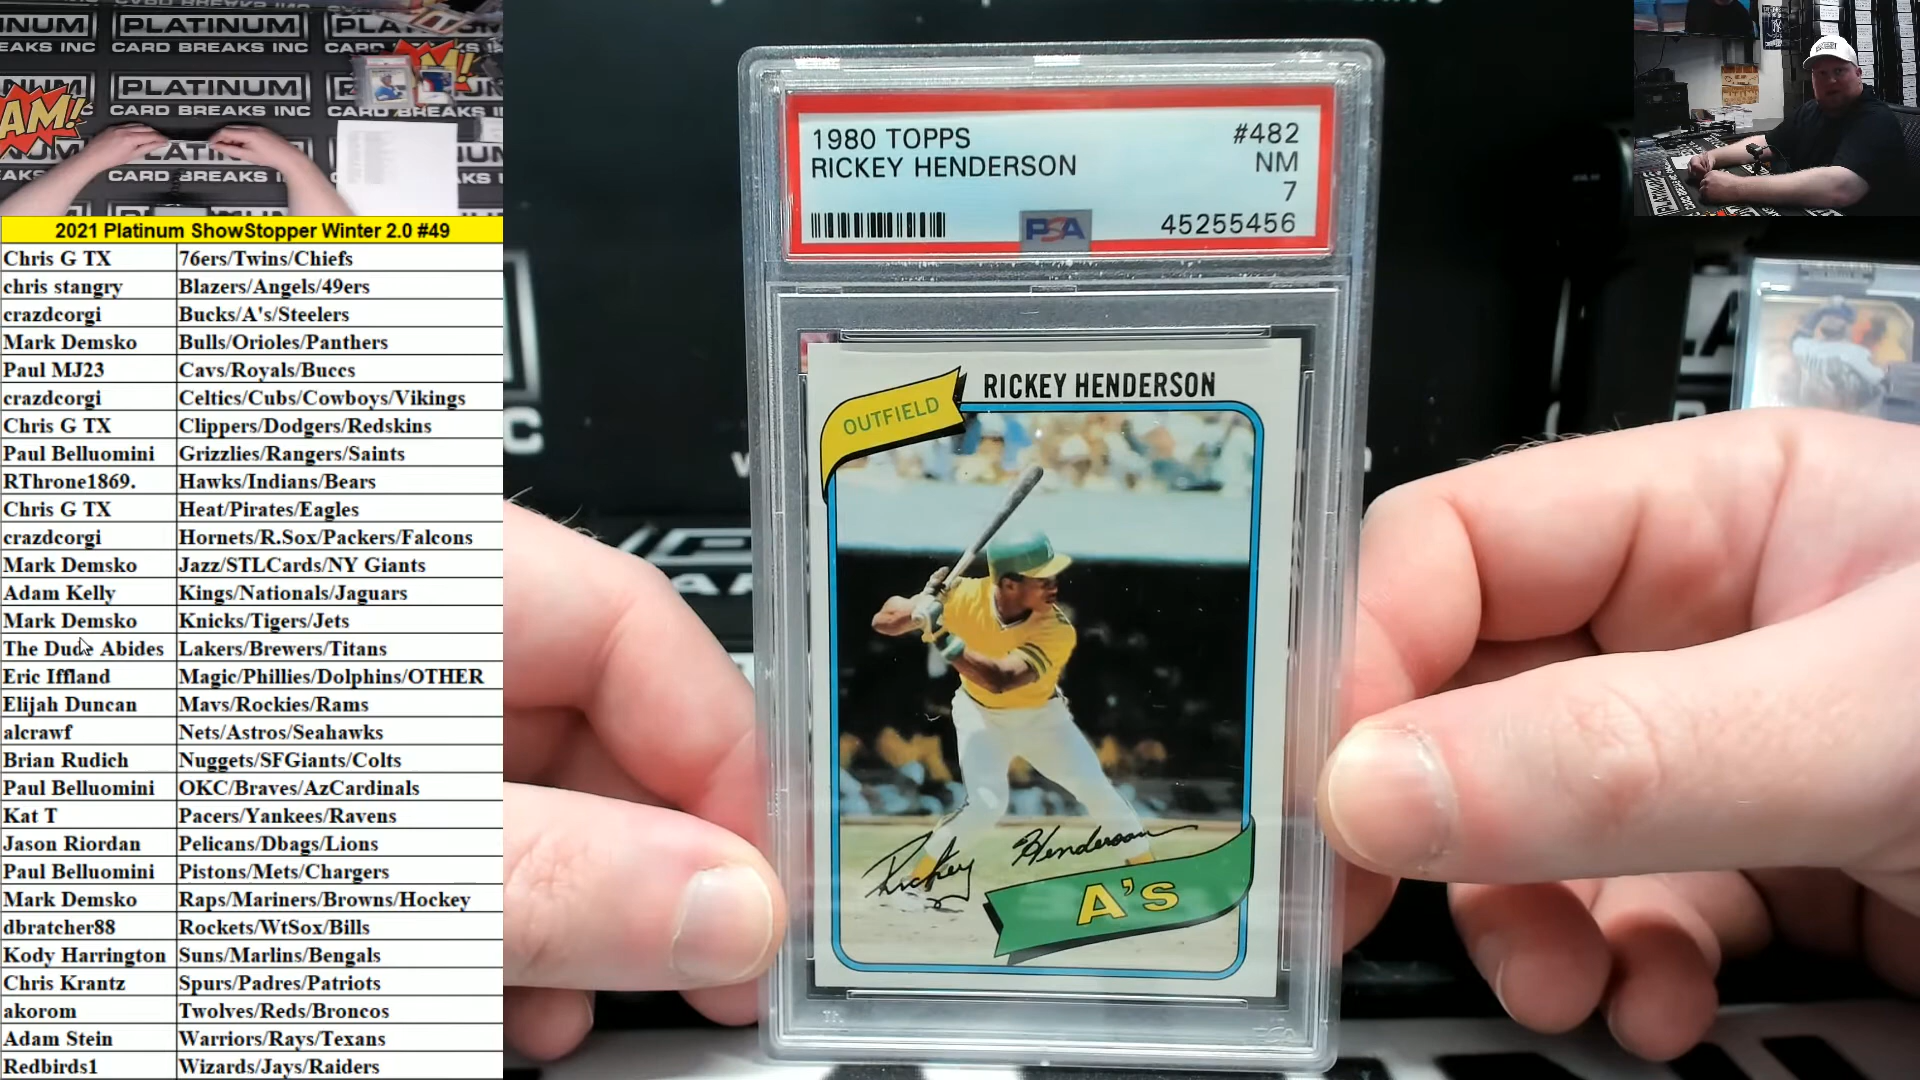 PLATINUM
CARD BREAKS INC
PLATINUM
CARD BREAKS INC
AM!
CARD BREAKS INC
2021 Platinum ShowStopper Winter 2.0 #49
Chris G TX 76ers/Twins/Chiefs
chris stangry Blazers/Angels/49ers
crazdcorgi Bucks/A's/Steelers
Mark Demsko Bulls/Orioles/Panthers
Paul MJ23 Cavs/Royals/Buccs
crazdcorgi Celtics/Cubs/Cowboys/Vikings
Chris G TX Clippers/Dodgers/Redskins
Paul Belluomini Grizzlies/Rangers/Saints
RThrone1869. Hawks/Indians/Bears
Chris G TX Heat/Pirates/Eagles
crazdcorgi Hornets/R.Sox/Packers/Falcons
Mark Demsko Jazz/STLCards/NY Giants
Adam Kelly Kings/Nationals/Jaguars
Mark Demsko Knicks/Tigers/Jets
The Dude Abides Lakers/Brewers/Titans
Eric Iffland Magic/Phillies/Dolphins/OTHER
Elijah Duncan Mavs/Rockies/Rams
alcrawf Nets/Astros/Seahawks
Brian Rudich Nuggets/SFGiants/Colts
Paul Belluomini OKC/Braves/AzCardinals
Kat T Pacers/Yankees/Ravens
Jason Riordan Pelicans/Dbags/Lions
Paul Belluomini Pistons/Mets/Chargers
Mark Demsko Raps/Mariners/Browns/Hockey
dbratcher88 Rockets/WtSox/Bills
Kody Harrington Suns/Marlins/Bengals
Chris Krantz Spurs/Padres/Patriots
akorom Twolves/Reds/Broncos
Adam Stein Warriors/Rays/Texans
Redbirds1 Wizards/Jays/Raiders
1980 TOPPS #482
RICKEY HENDERSON NM
7
PSA 45255456
OUTFIELD RICKEY HENDERSON
Rickey Henderson
A's